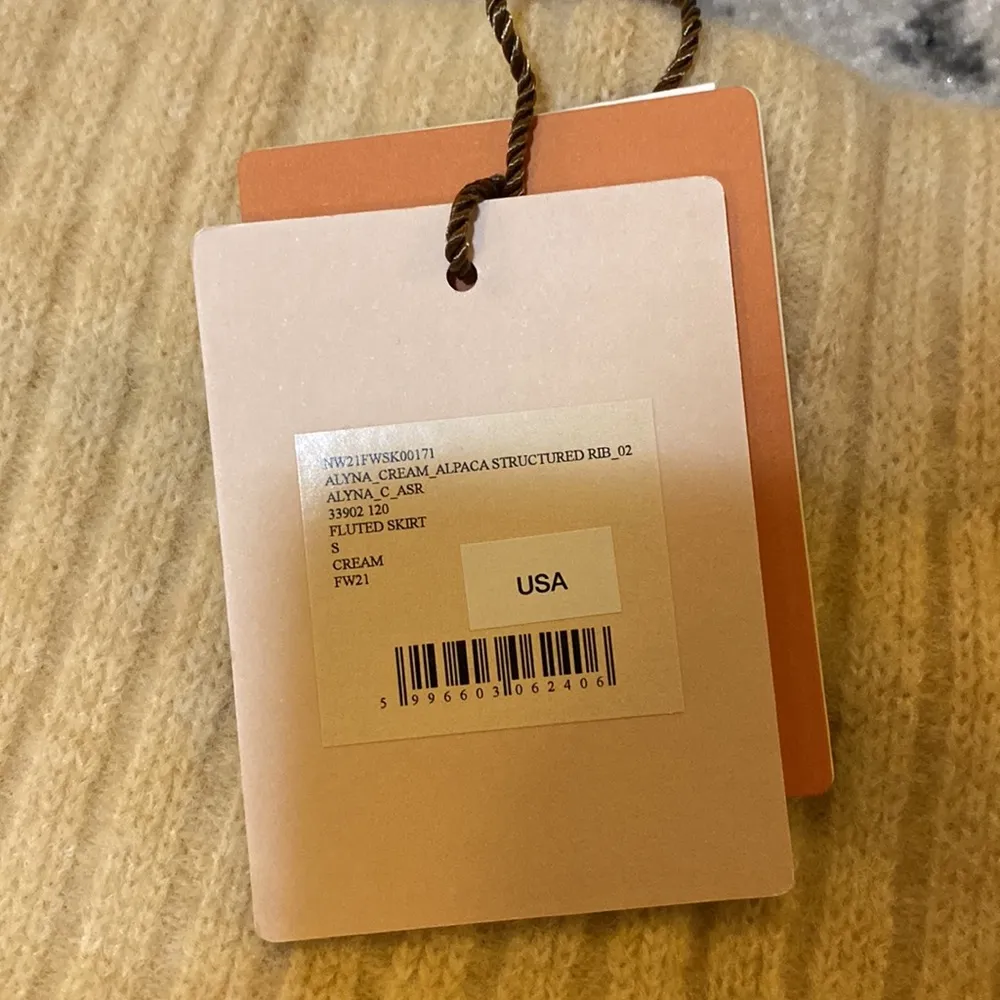 NW21FWSK00171
ALYNA_CREAM_ALPACA STRUCTURED RIB_02
ALYNA_C_ASR
33902 120
FLUTED SKIRT
S
CREAM
FW21
USA
5 996603 062406